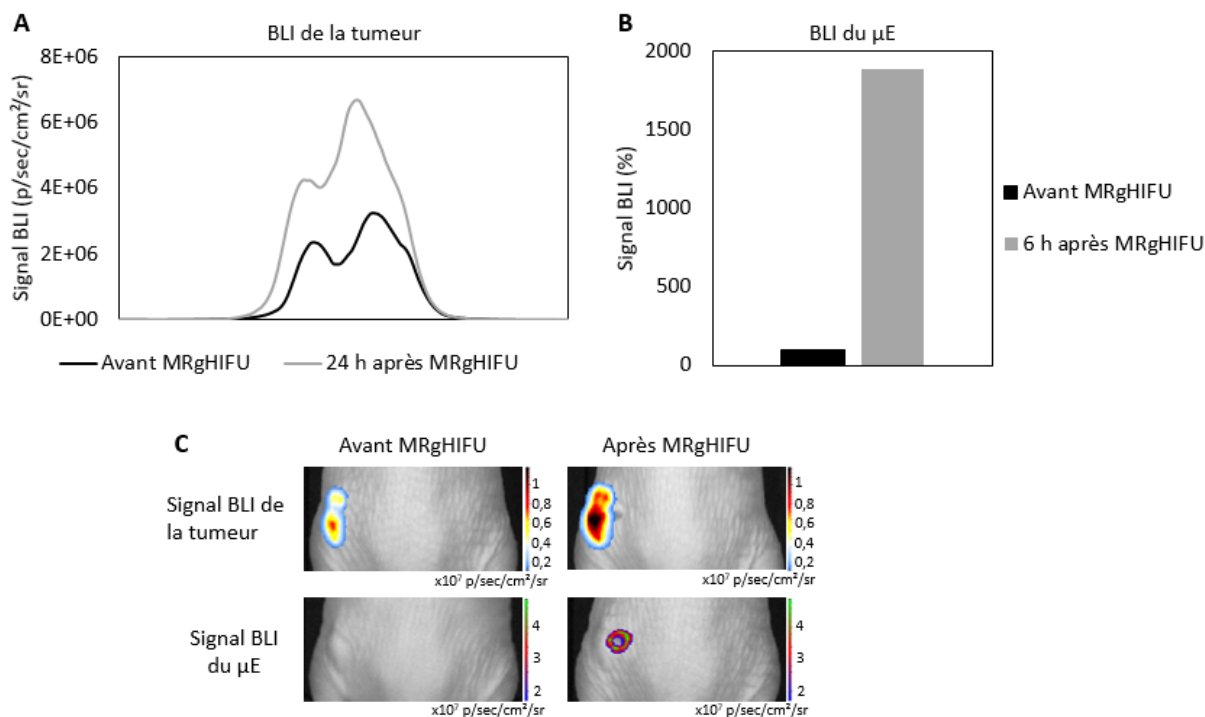 A
BLI de la tumeur
Signal BLI (p/sec/cm²/sr)
8E+06
6E+06
4E+06
2E+06
0E+00
Avant MRgHIFU
24 h après MRgHIFU
B
BLI du µE
Signal BLI (%)
2000
1500
1000
500
0
Avant MRgHIFU
6 h après MRgHIFU
C
Avant MRgHIFU
Après MRgHIFU
Signal BLI de
la tumeur
1
0,8
0,6
0,4
0,2
x10⁷ p/sec/cm²/sr
1
0,8
0,6
0,4
0,2
x10⁷ p/sec/cm²/sr
Signal BLI
du µE
4
3
2
x10⁷ p/sec/cm²/sr
4
3
2
x10⁷ p/sec/cm²/sr